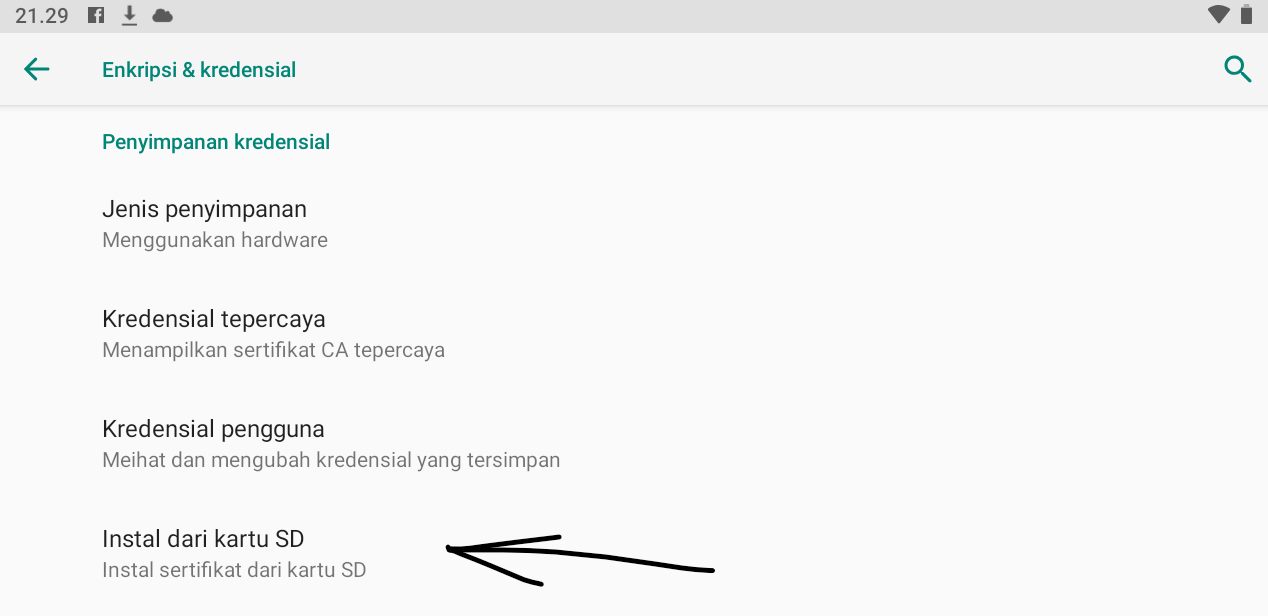 21.29
Enkripsi & kredensial
Penyimpanan kredensial
Jenis penyimpanan
Menggunakan hardware
Kredensial tepercaya
Menampilkan sertifikat CA tepercaya
Kredensial pengguna
Meihat dan mengubah kredensial yang tersimpan
Instal dari kartu SD
Instal sertifikat dari kartu SD